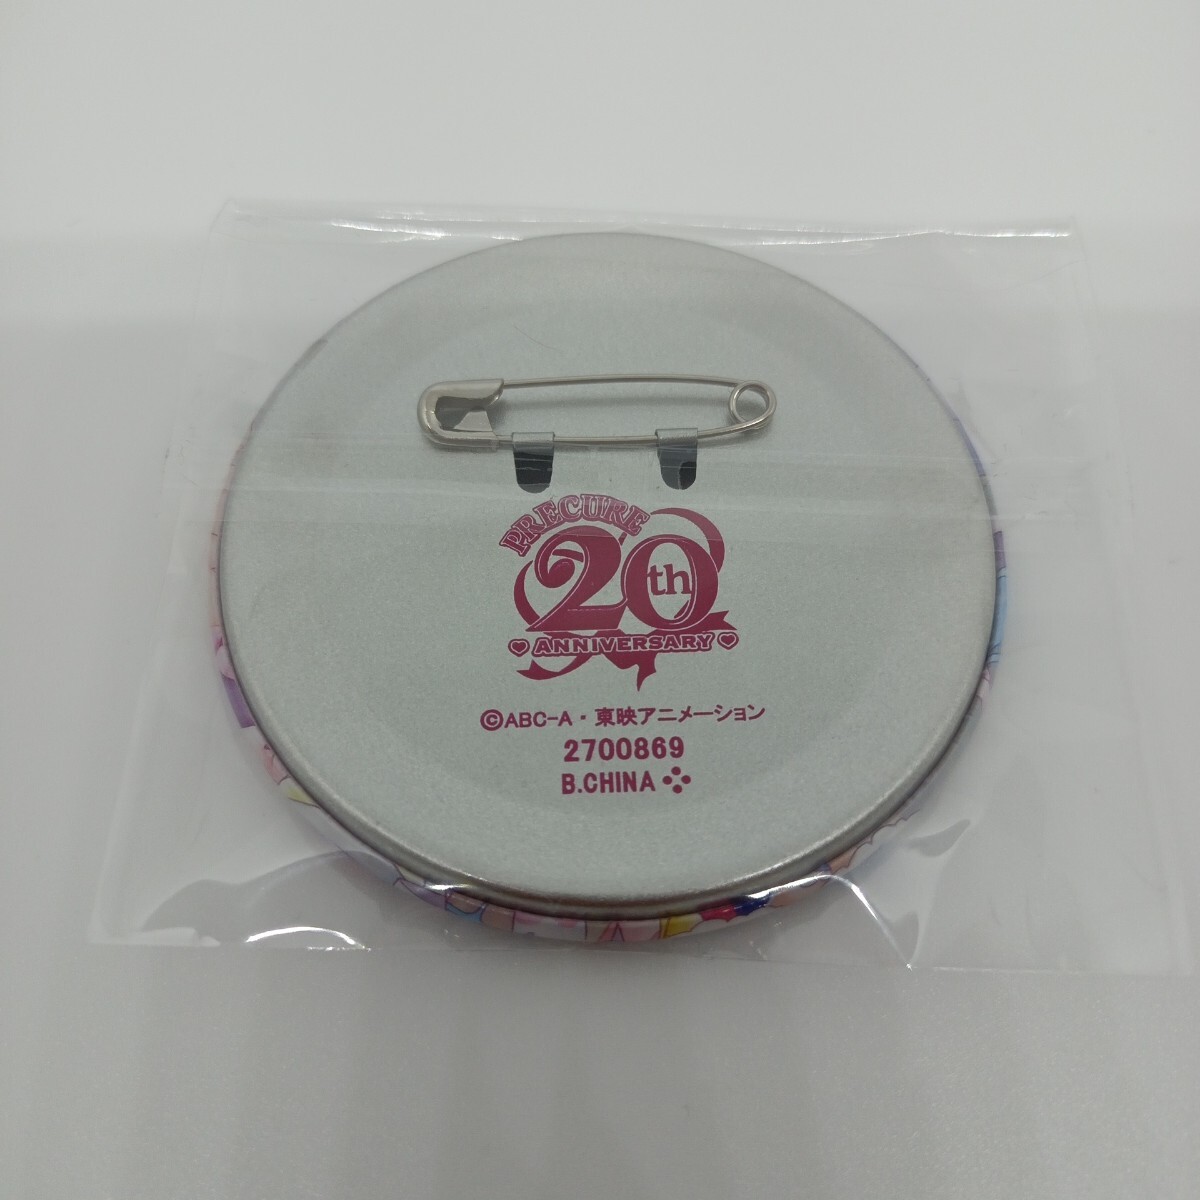 PRECURE
20th
♥ ANNIVERSARY ♥
©ABC-A・東映アニメーション
2700869
B.CHINA